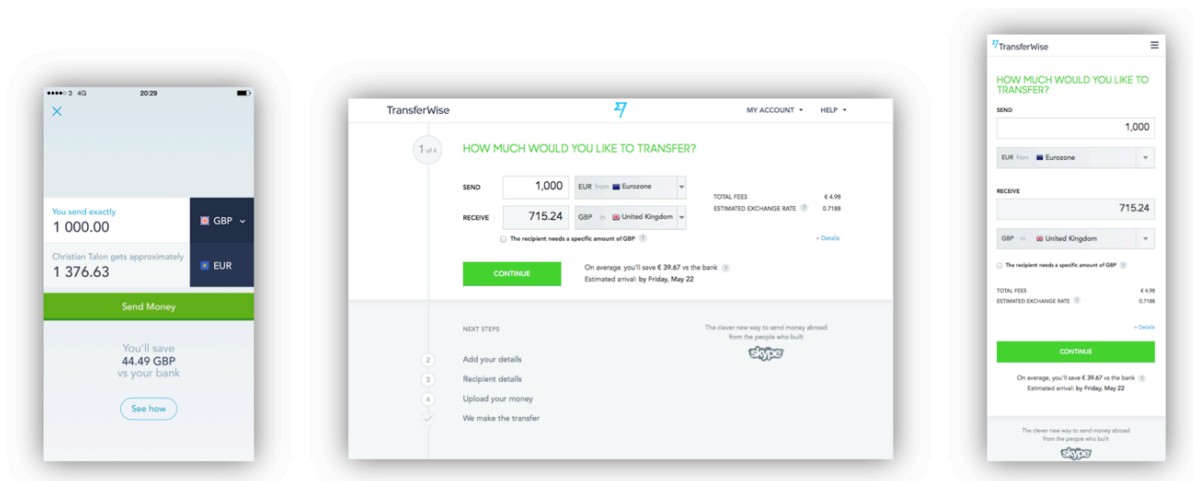 3 4G 20:29
You send exactly
1 000.00
GBP
Christian Talon gets approximately
1 376.63
EUR
Send Money
You'll save
44.49 GBP
vs your bank
See how
TransferWise MY ACCOUNT HELP
1 of 4 HOW MUCH WOULD YOU LIKE TO TRANSFER?
SEND 1,000 EUR from Eurozone
RECEIVE 715.24 GBP in United Kingdom
TOTAL FEES € 4.98
ESTIMATED EXCHANGE RATE ? 0.7188
The recipient needs a specific amount of GBP ?
+ Details
CONTINUE
On average, you'll save € 39.67 vs the bank ?
Estimated arrival: by Friday, May 22
NEXT STEPS
2 Add your details
3 Recipient details
4 Upload your money
We make the transfer
The clever new way to send money abroad
from the people who built
skype
TransferWise
HOW MUCH WOULD YOU LIKE TO
TRANSFER?
SEND
1,000
EUR from Eurozone
RECEIVE
715.24
GBP in United Kingdom
The recipient needs a specific amount of GBP ?
TOTAL FEES € 4.98
ESTIMATED EXCHANGE RATE ? 0.7188
+ Details
CONTINUE
On average, you'll save € 39.67 vs the bank ?
Estimated arrival: by Friday, May 22
The clever new way to send money abroad
from the people who built
skype